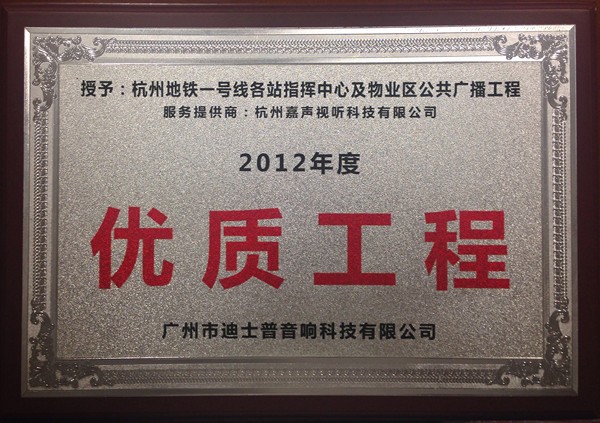 授予：杭州地铁一号线各站指挥中心及物业区公共广播工程
服务提供商：杭州嘉声视听科技有限公司
2012年度
优质工程
广州市迪士普音响科技有限公司